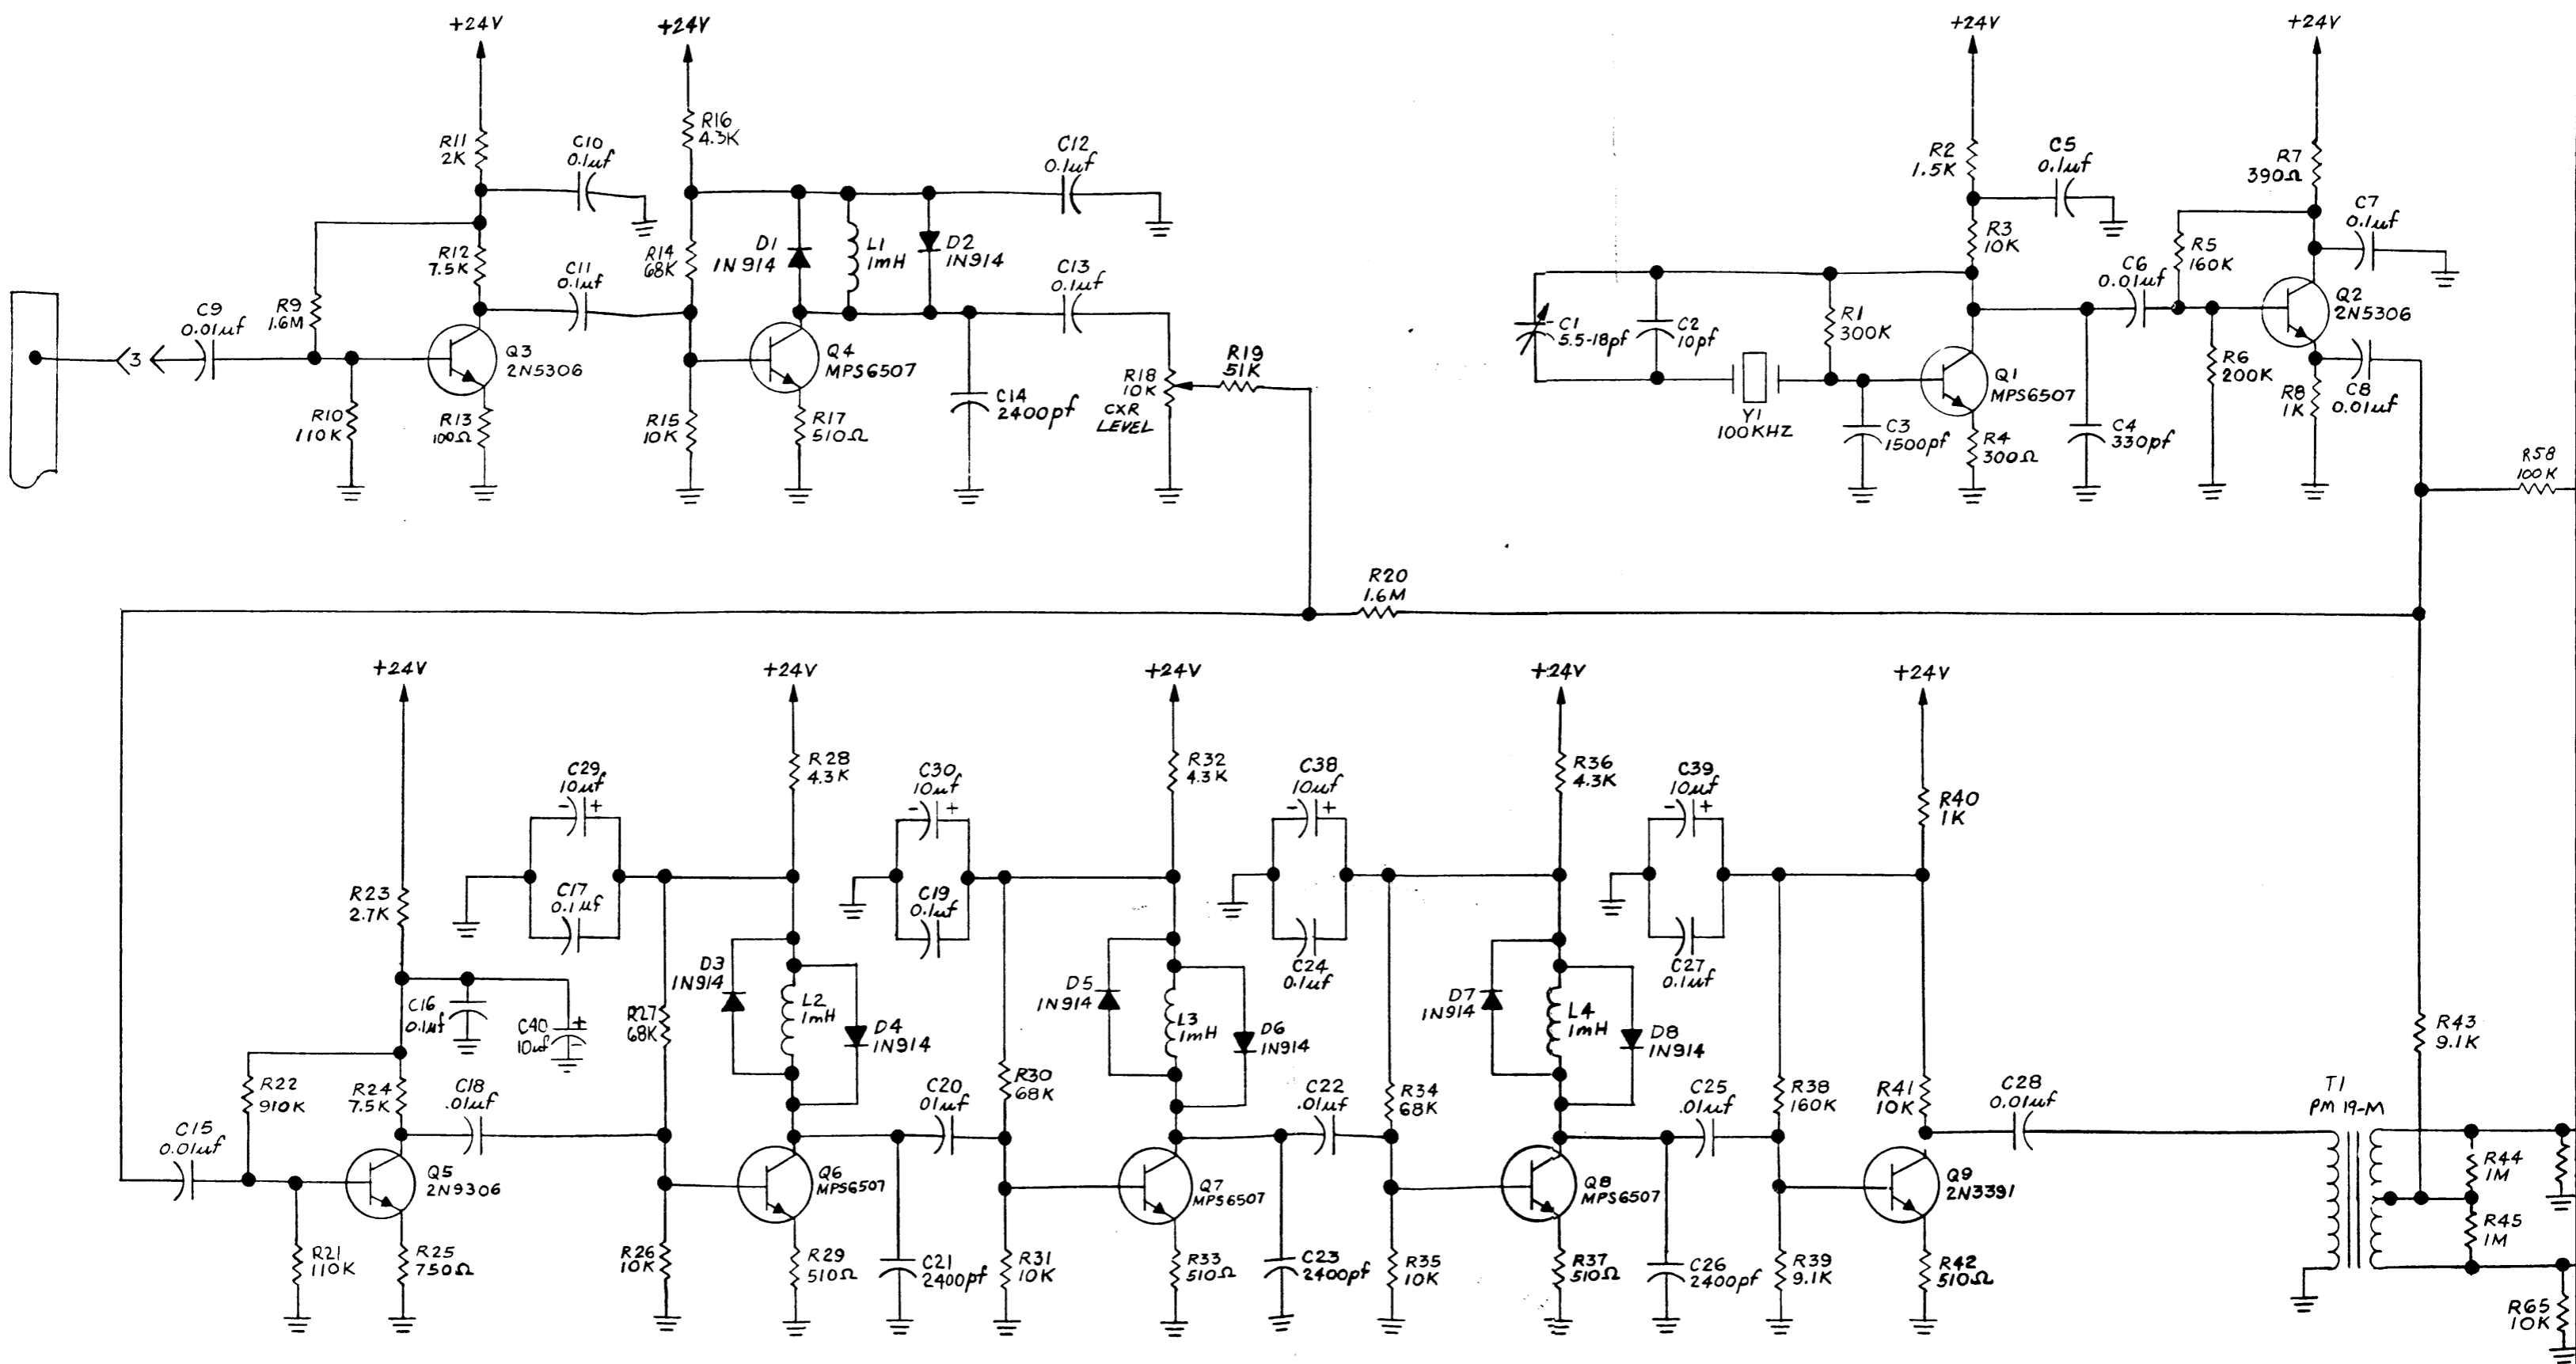 +24V
+24V
+24V
+24V
R11
2K
C10
0.1uf
R16
4.3K
C12
0.1uf
R2
1.5K
C5
0.1uf
R7
390Ω
C7
0.1uf
R12
7.5K
R14
68K
D1
1N914
L1
1mH
D2
1N914
C11
0.1uf
C13
0.1uf
R3
10K
R5
160K
C6
0.01uf
C9
0.01uf
R9
1.6M
3
Q3
2N5306
Q4
MPS6507
R18
10K
CXR
LEVEL
R19
51K
C14
2400pf
R10
110K
R13
100Ω
R15
10K
R17
510Ω
C1
5.5-18pf
C2
10pf
R1
300K
Y1
100KHZ
Q1
MPS6507
C3
1500pf
R4
300Ω
C4
330pf
Q2
2N5306
R6
200K
R8
1K
C8
0.01uf
R58
100K
R20
1.6M
+24V
+24V
+24V
+24V
+24V
C29
10uf
- +
R28
4.3K
C30
10uf
- +
R32
4.3K
C38
10uf
- +
R36
4.3K
C39
10uf
- +
R40
1K
R23
2.7K
C17
0.1uf
C19
0.1uf
C24
0.1uf
C27
0.1uf
C16
0.1uf
C40
10uf
+
-
R27
68K
D3
1N914
L2
1mH
D4
1N914
D5
1N914
L3
1mH
D6
1N914
D7
1N914
L4
1mH
D8
1N914
R43
9.1K
R22
910K
R24
7.5K
C18
.01uf
C20
01uf
R30
68K
C22
.01uf
R34
68K
C25
.01uf
R38
160K
R41
10K
C28
0.01uf
T1
PM 19-M
C15
0.01uf
Q5
2N9306
Q6
MPS6507
Q7
MPS6507
Q8
MPS6507
Q9
2N3391
R44
1M
R45
1M
R21
110K
R25
750Ω
R26
10K
R29
510Ω
C21
2400pf
R31
10K
R33
510Ω
C23
2400pf
R35
10K
R37
510Ω
C26
2400pf
R39
9.1K
R42
510Ω
R65
10K